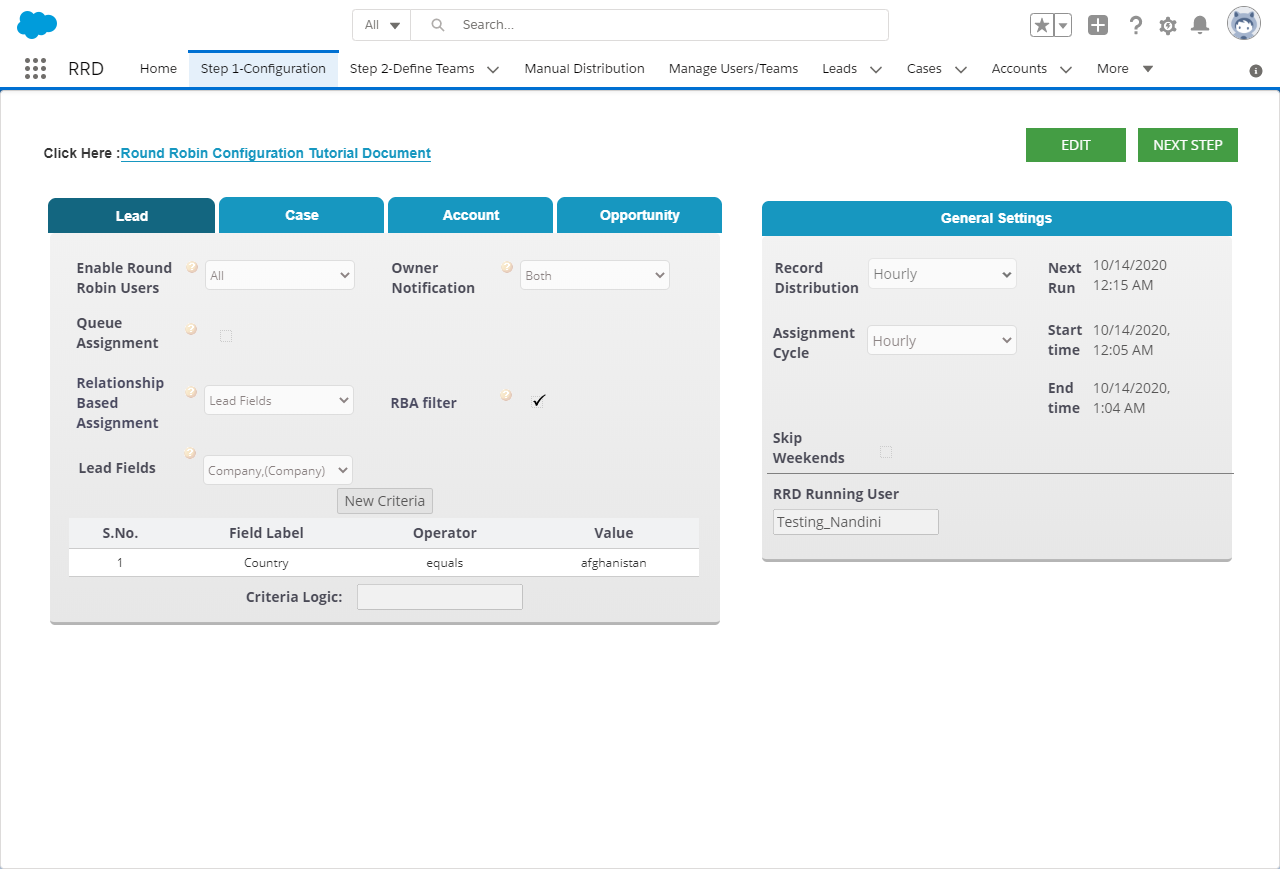 All
Search...
RRD
Home
Step 1-Configuration
Step 2-Define Teams
Manual Distribution
Manage Users/Teams
Leads
Cases
Accounts
More
Click Here :Round Robin Configuration Tutorial Document
EDIT
NEXT STEP
Lead
Case
Account
Opportunity
Enable Round
Robin Users
All
Owner
Notification
Both
Queue
Assignment
Relationship
Based
Assignment
Lead Fields
RBA filter
Lead Fields
Company,(Company)
New Criteria
S.No. Field Label Operator Value
1 Country equals afghanistan
Criteria Logic:
General Settings
Record
Distribution
Hourly
Next
Run
10/14/2020
12:15 AM
Assignment
Cycle
Hourly
Start
time
10/14/2020,
12:05 AM
End
time
10/14/2020,
1:04 AM
Skip
Weekends
RRD Running User
Testing_Nandini